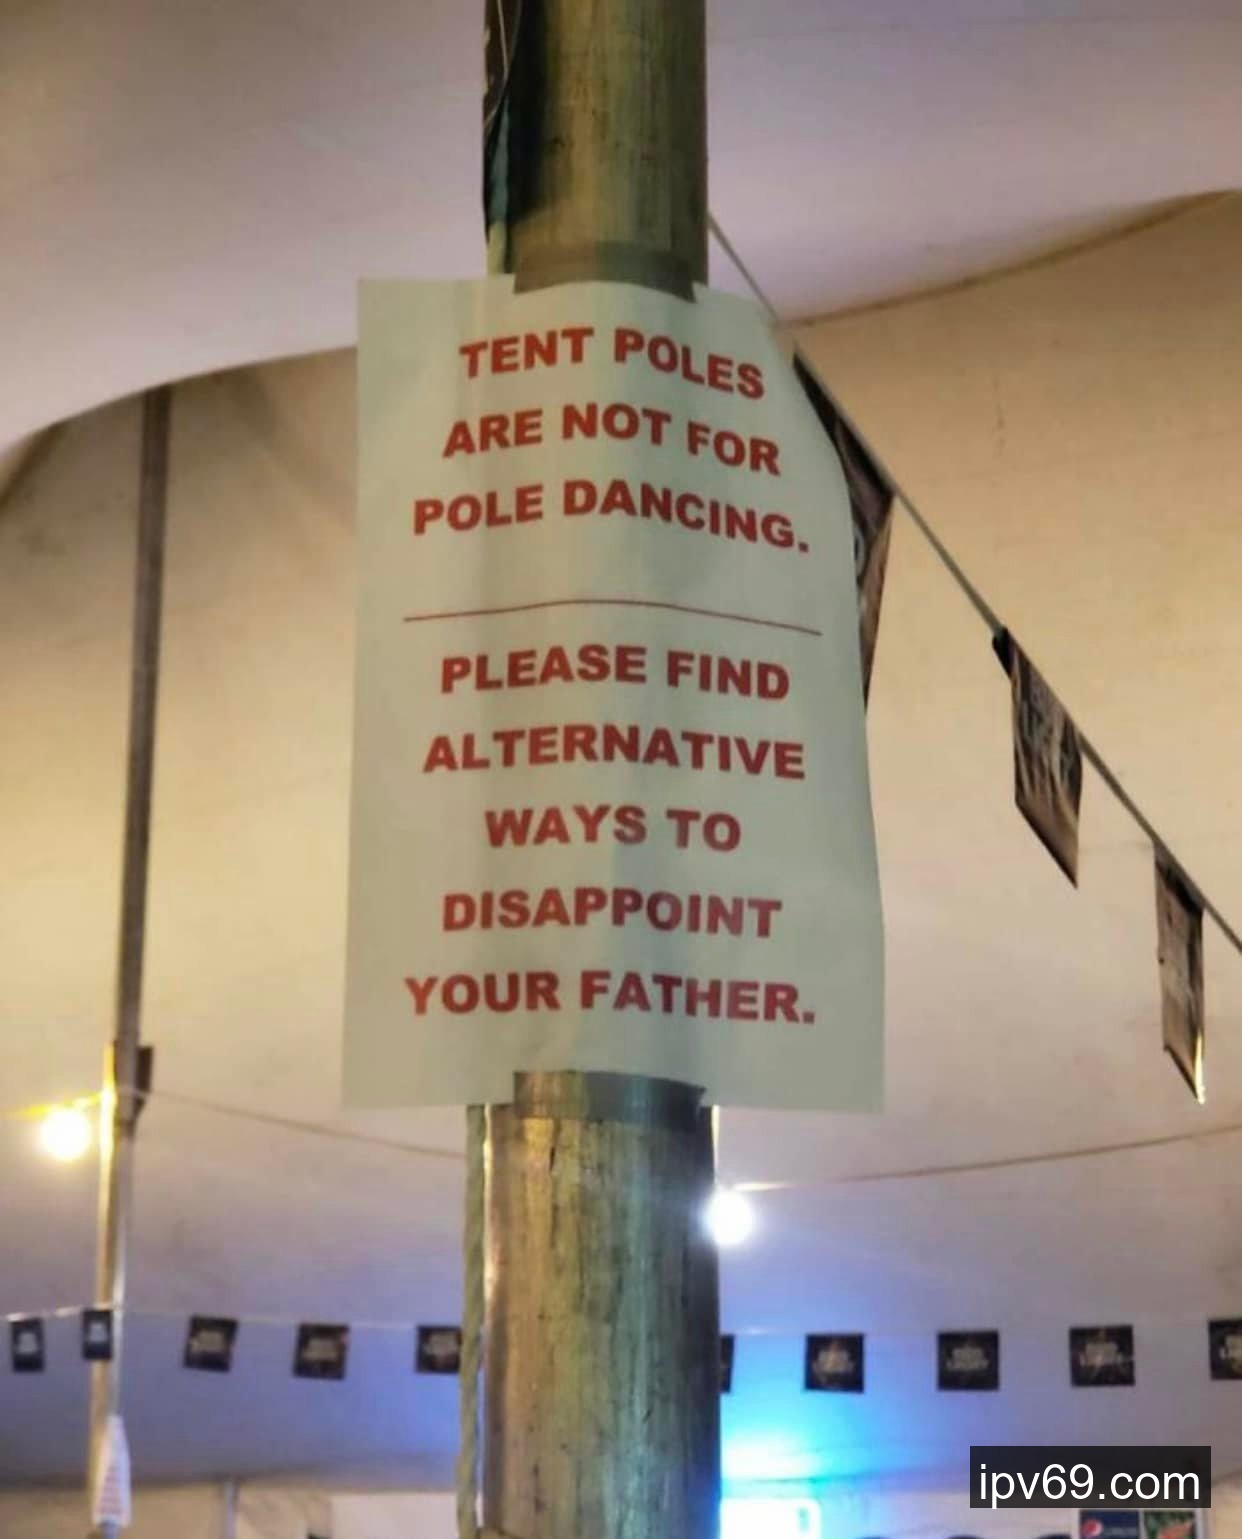 TENT POLES
ARE NOT FOR
POLE DANCING.
PLEASE FIND
ALTERNATIVE
WAYS TO
DISAPPOINT
YOUR FATHER.
ipv69.com